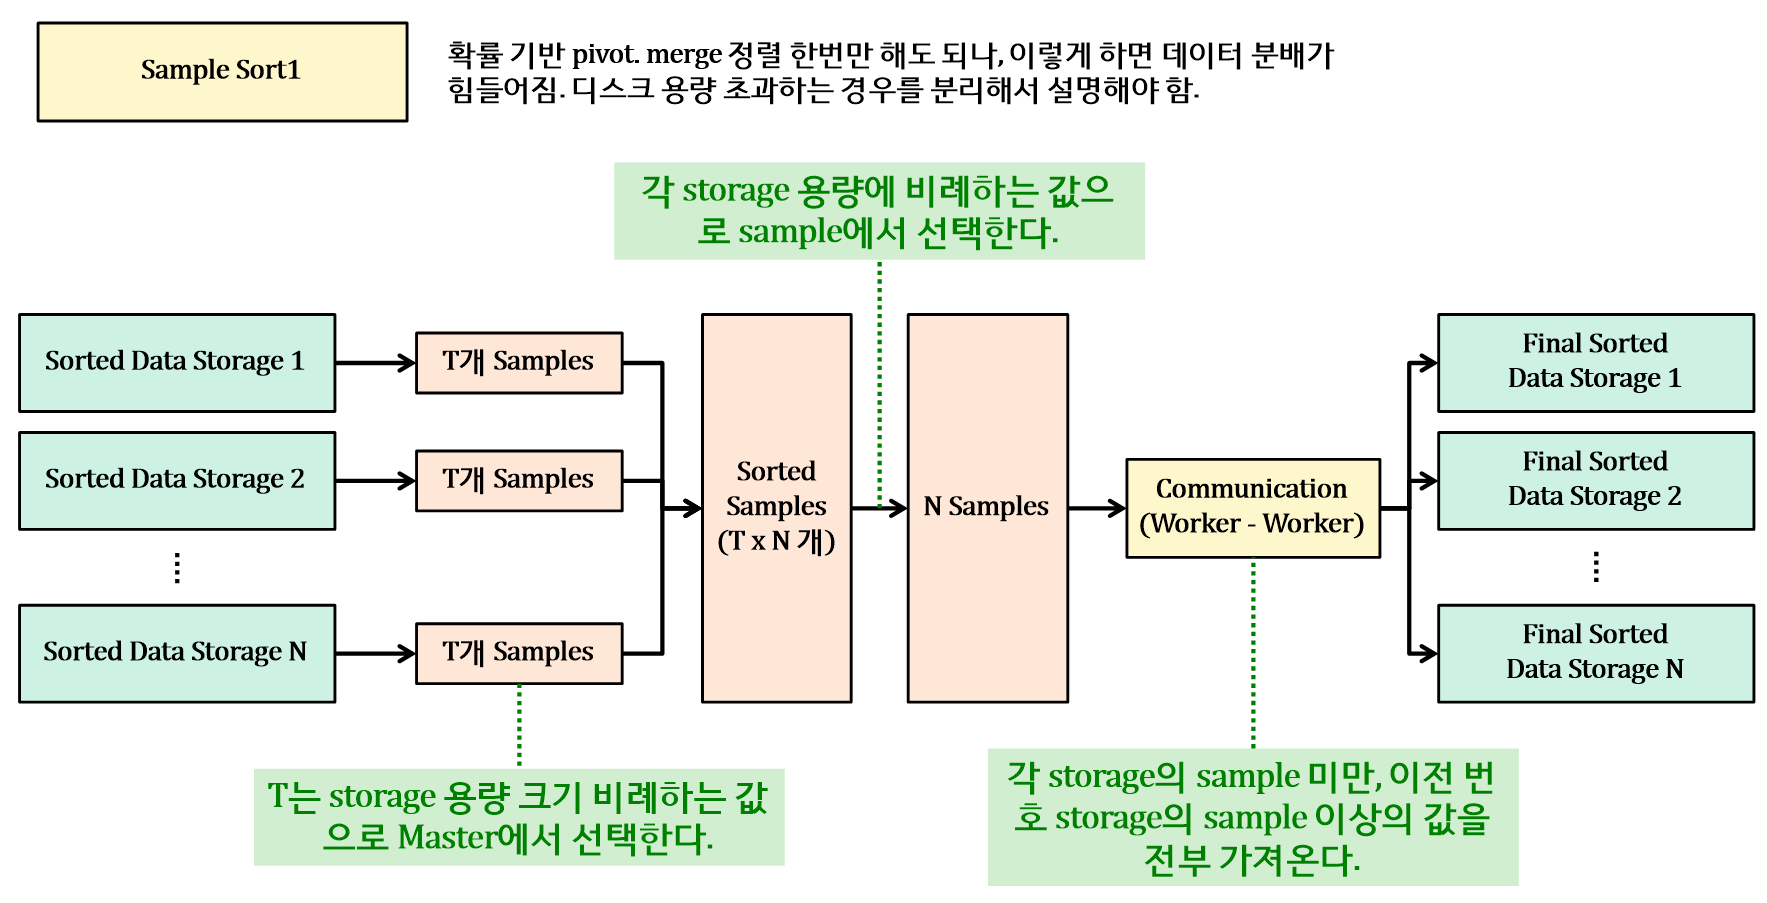 Sample Sort1
확률 기반 pivot. merge 정렬 한번만 해도 되나, 이렇게 하면 데이터 분배가
힘들어짐. 디스크 용량 초과하는 경우를 분리해서 설명해야 함.
각 storage 용량에 비례하는 값으
로 sample에서 선택한다.
Sorted Data Storage 1
T개 Samples
Sorted Data Storage 2
T개 Samples
Sorted Data Storage N
T개 Samples
Sorted
Samples
(T x N 개)
N Samples
Communication
(Worker - Worker)
Final Sorted
Data Storage 1
Final Sorted
Data Storage 2
Final Sorted
Data Storage N
T는 storage 용량 크기 비례하는 값
으로 Master에서 선택한다.
각 storage의 sample 미만, 이전 번
호 storage의 sample 이상의 값을
전부 가져온다.